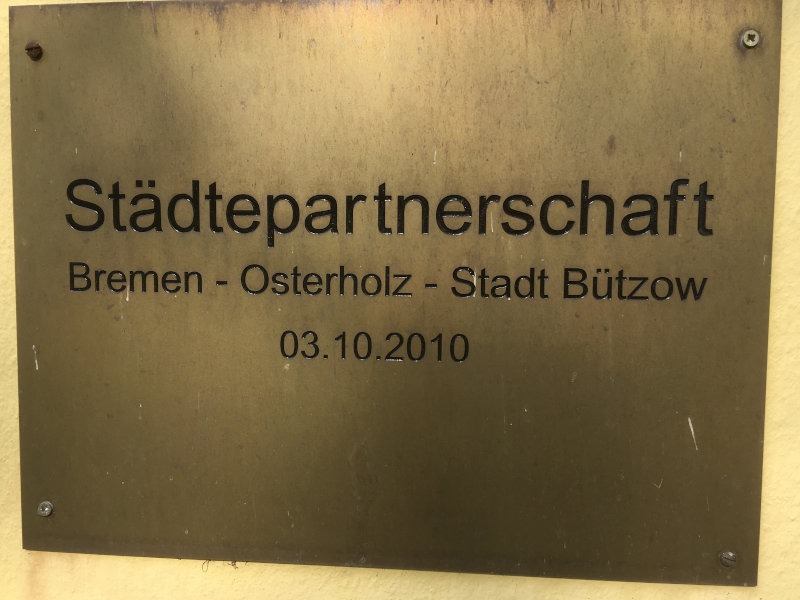 Städtepartnerschaft
Bremen - Osterholz - Stadt Bützow
03.10.2010